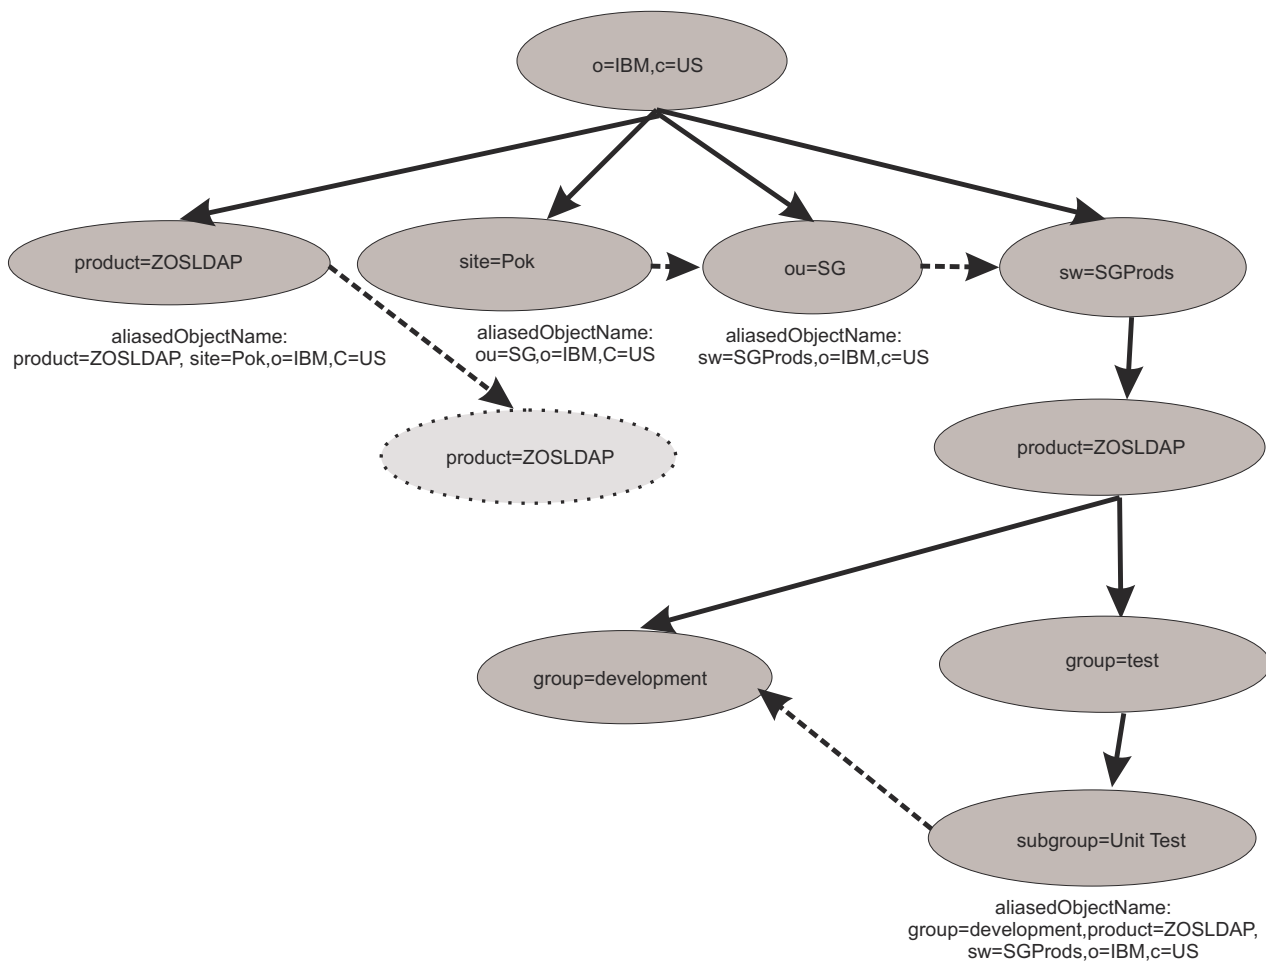 o=IBM,c=US
product=ZOSLDAP
site=Pok
ou=SG
sw=SGProds
aliasedObjectName:
product=ZOSLDAP, site=Pok,o=IBM,C=US
aliasedObjectName:
ou=SG,o=IBM,C=US
aliasedObjectName:
sw=SGProds,o=IBM,c=US
product=ZOSLDAP
product=ZOSLDAP
group=development
group=test
subgroup=Unit Test
aliasedObjectName:
group=development,product=ZOSLDAP,
sw=SGProds,o=IBM,c=US